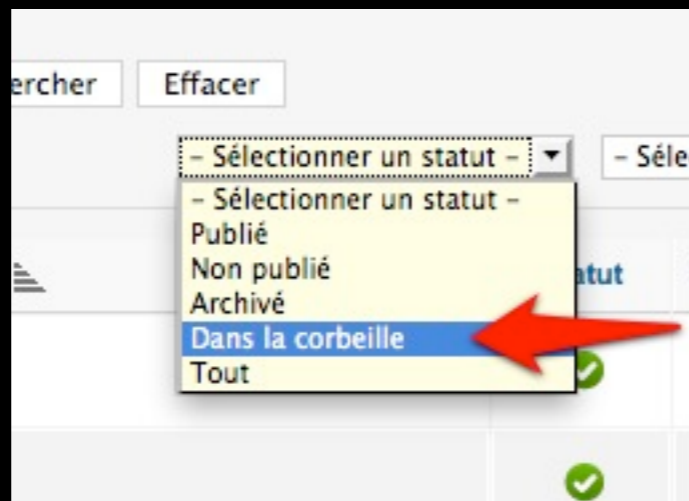 ercher Effacer
– Sélectionner un statut – – Séle
– Sélectionner un statut –
Publié
Non publié
atut
Archivé
Dans la corbeille
Tout